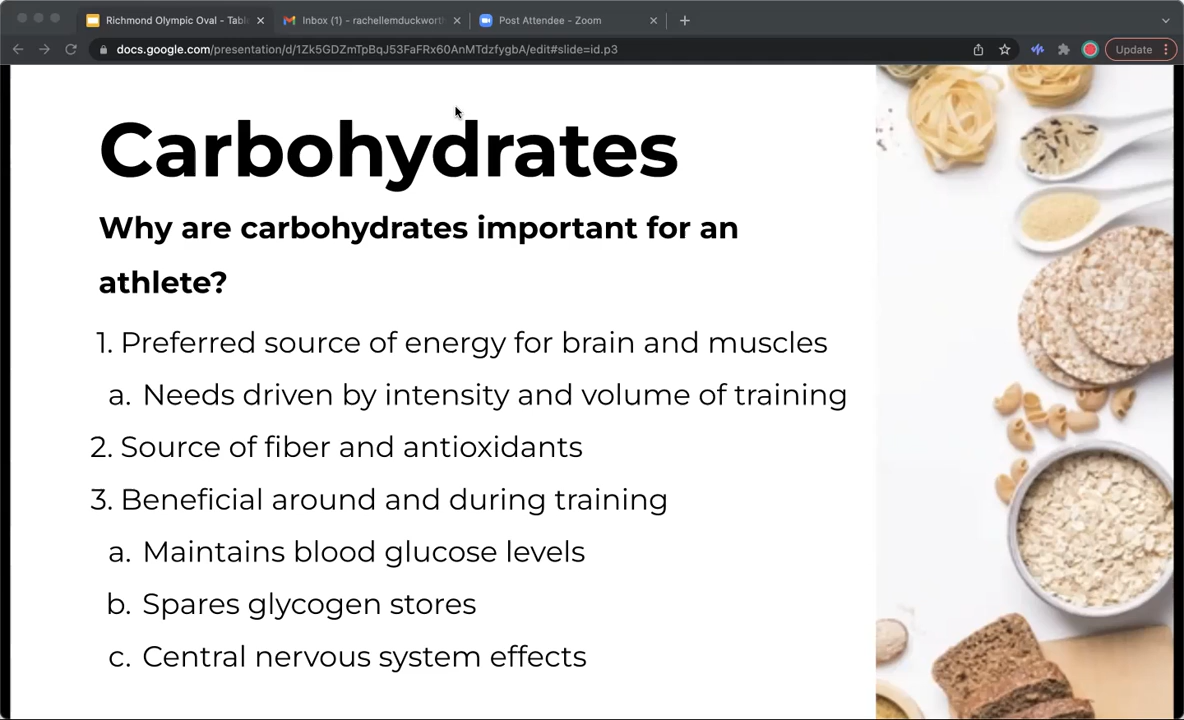 Richmond Olympic Oval - Table
Inbox (1) - rachellemduckwort
Post Attendee - Zoom
docs.google.com/presentation/d/1Zk5GDZmTpBqJ53FaFRx60AnMTdzfygbA/edit#slide=id.p3
Update
Carbohydrates
Why are carbohydrates important for an
athlete?
1. Preferred source of energy for brain and muscles
a. Needs driven by intensity and volume of training
2. Source of fiber and antioxidants
3. Beneficial around and during training
a. Maintains blood glucose levels
b. Spares glycogen stores
c. Central nervous system effects